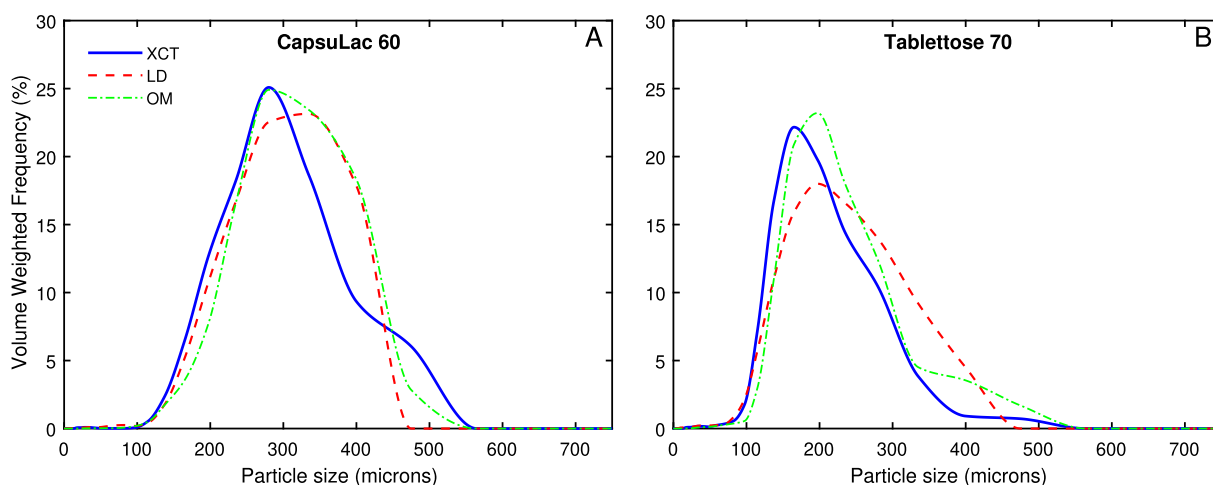 CapsuLac 60
A
XCT
LD
OM
Volume Weighted Frequency (%)
30
25
20
15
10
5
0
0 100 200 300 400 500 600 700
Particle size (microns)
Tablettose 70
B
30
25
20
15
10
5
0
0 100 200 300 400 500 600 700
Particle size (microns)